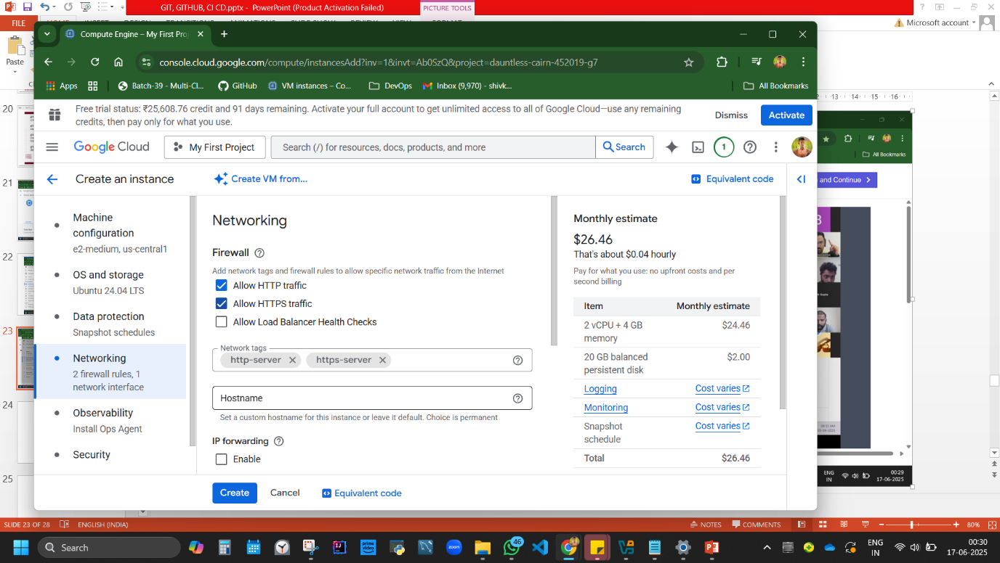 GIT, GITHUB, CI CD.pptx - PowerPoint (Product Activation Failed)
PICTURE TOOLS
FILE
Microsoft account
Paste
Compute Engine – My First Proj
console.cloud.google.com/compute/instancesAdd?inv=1&invt=Ab0SzQ&project=dauntless-cairn-452019-g7
Apps
Batch-39 - Multi-Cl...
GitHub
VM instances – Co...
DevOps
Inbox (9,970) - shivk...
All Bookmarks
Free trial status: ₹25,608.76 credit and 91 days remaining. Activate your full account to get unlimited access to all of Google Cloud—use any remaining
credits, then pay only for what you use.
Dismiss
Activate
Google Cloud
My First Project
Search (/) for resources, docs, products, and more
Search
1
Create an instance
Create VM from...
Equivalent code
Machine
configuration
e2-medium, us-central1
OS and storage
Ubuntu 24.04 LTS
Data protection
Snapshot schedules
Networking
2 firewall rules, 1
network interface
Observability
Install Ops Agent
Security
Networking
Firewall
Add network tags and firewall rules to allow specific network traffic from the Internet
Allow HTTP traffic
Allow HTTPS traffic
Allow Load Balancer Health Checks
Network tags
http-server
https-server
Hostname
Set a custom hostname for this instance or leave it default. Choice is permanent
IP forwarding
Enable
Create
Cancel
Equivalent code
Monthly estimate
$26.46
That's about $0.04 hourly
Pay for what you use: no upfront costs and per
second billing
Item Monthly estimate
2 vCPU + 4 GB
memory
$24.46
20 GB balanced
persistent disk
$2.00
Logging Cost varies
Monitoring Cost varies
Snapshot
schedule
Cost varies
Total $26.46
20
21
22
23
24
25
13 14 15 16
All Bookmarks
and Continue
ENG
IN
00:29
17-06-2025
SLIDE 23 OF 28
ENGLISH (INDIA)
NOTES
COMMENTS
80%
Search
zoom
46
ENG
IN
00:30
17-06-2025